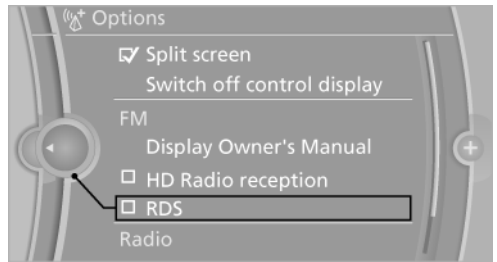 Options
Split screen
Switch off control display
FM
Display Owner's Manual
HD Radio reception
RDS
Radio